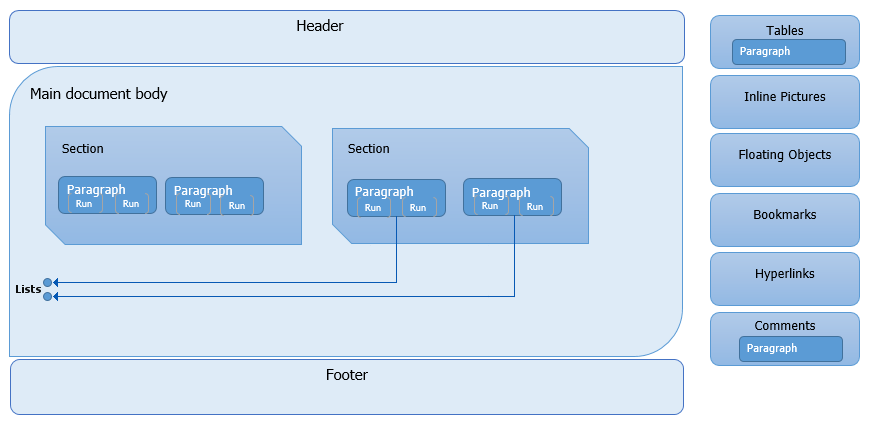 Header
Main document body
Section
Paragraph
Run
Run
Paragraph
Run
Run
Section
Paragraph
Run
Run
Paragraph
Run
Run
Lists
Footer
Tables
Paragraph
Inline Pictures
Floating Objects
Bookmarks
Hyperlinks
Comments
Paragraph